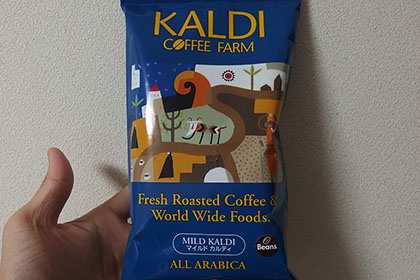 KALDI
COFFEE FARM
Fresh Roasted Coffee &
World Wide Foods.
MILD KALDI
マイルド カルディ
Beans
ALL ARABICA